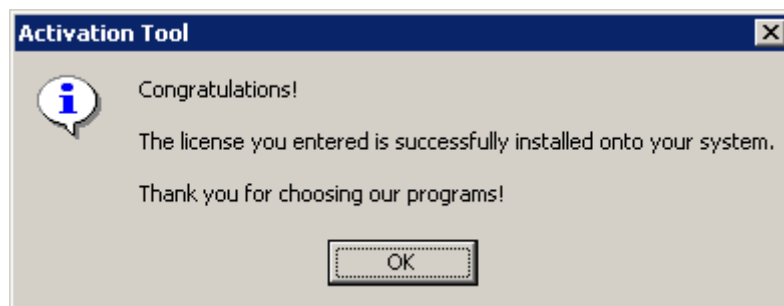 Activation Tool
Congratulations!
The license you entered is successfully installed onto your system.
Thank you for choosing our programs!
OK